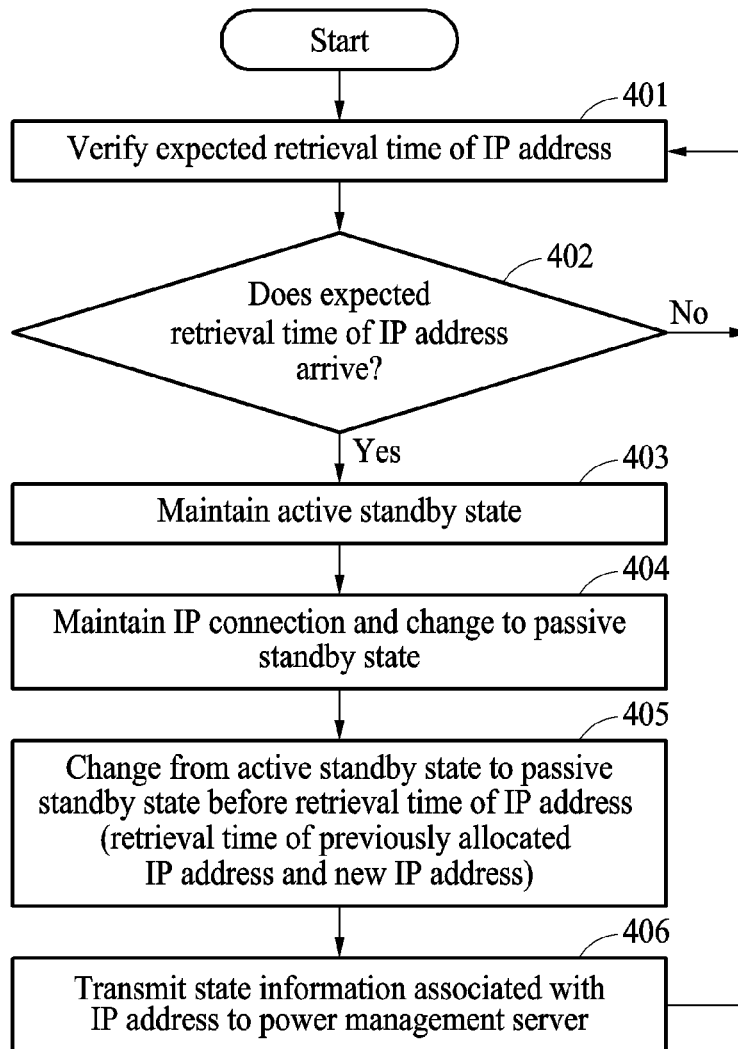 Start
401
Verify expected retrieval time of IP address
402
Does expected
retrieval time of IP address
arrive?
No
Yes
403
Maintain active standby state
404
Maintain IP connection and change to passive
standby state
405
Change from active standby state to passive
standby state before retrieval time of IP address
(retrieval time of previously allocated
IP address and new IP address)
406
Transmit state information associated with
IP address to power management server